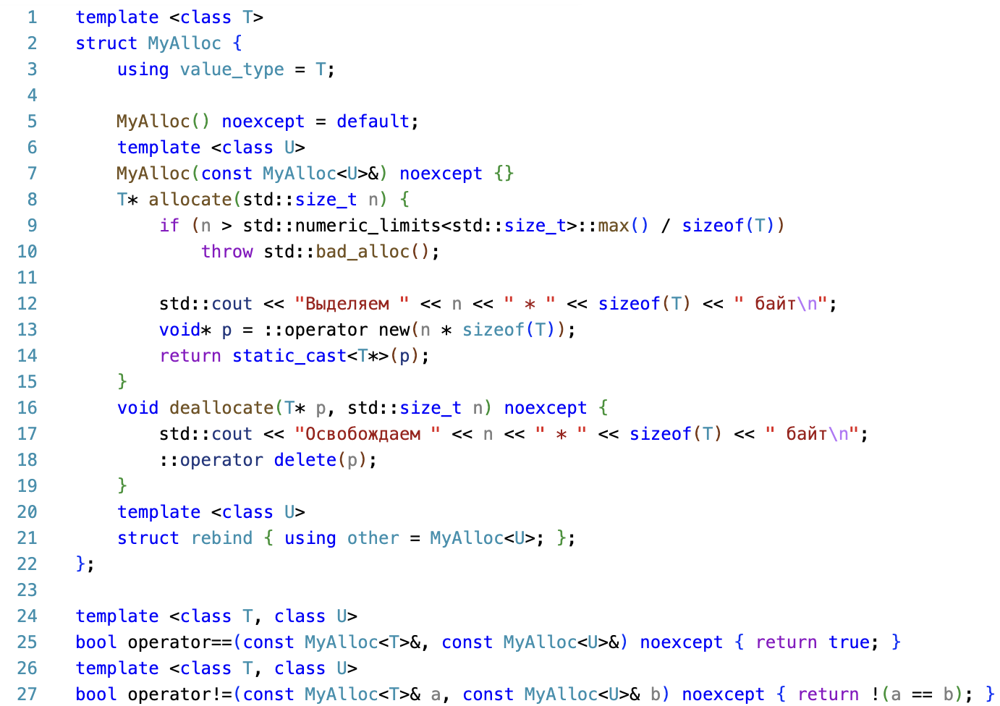 1 template <class T>
2 struct MyAlloc {
3     using value_type = T;
4
5     MyAlloc() noexcept = default;
6     template <class U>
7     MyAlloc(const MyAlloc<U>&) noexcept {}
8     T* allocate(std::size_t n) {
9         if (n > std::numeric_limits<std::size_t>::max() / sizeof(T))
10             throw std::bad_alloc();
11
12         std::cout << "Выделяем " << n << " * " << sizeof(T) << " байт\n";
13         void* p = ::operator new(n * sizeof(T));
14         return static_cast<T*>(p);
15     }
16     void deallocate(T* p, std::size_t n) noexcept {
17         std::cout << "Освобождаем " << n << " * " << sizeof(T) << " байт\n";
18         ::operator delete(p);
19     }
20     template <class U>
21     struct rebind { using other = MyAlloc<U>; };
22 };
23
24 template <class T, class U>
25 bool operator==(const MyAlloc<T>&, const MyAlloc<U>&) noexcept { return true; }
26 template <class T, class U>
27 bool operator!=(const MyAlloc<T>& a, const MyAlloc<U>& b) noexcept { return !(a == b); }